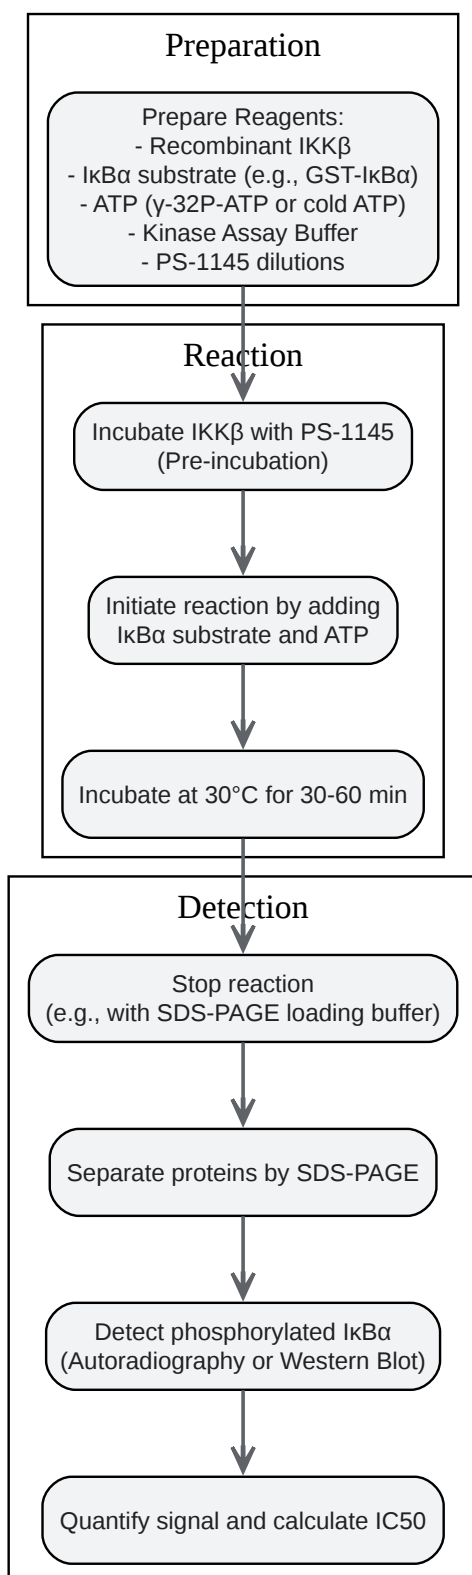 Preparation
Prepare Reagents:
- Recombinant IKKβ
- IκBα substrate (e.g., GST-IκBα)
- ATP (γ-32P-ATP or cold ATP)
- Kinase Assay Buffer
- PS-1145 dilutions
Reaction
Incubate IKKβ with PS-1145
(Pre-incubation)
Initiate reaction by adding
IκBα substrate and ATP
Incubate at 30°C for 30-60 min
Detection
Stop reaction
(e.g., with SDS-PAGE loading buffer)
Separate proteins by SDS-PAGE
Detect phosphorylated IκBα
(Autoradiography or Western Blot)
Quantify signal and calculate IC50